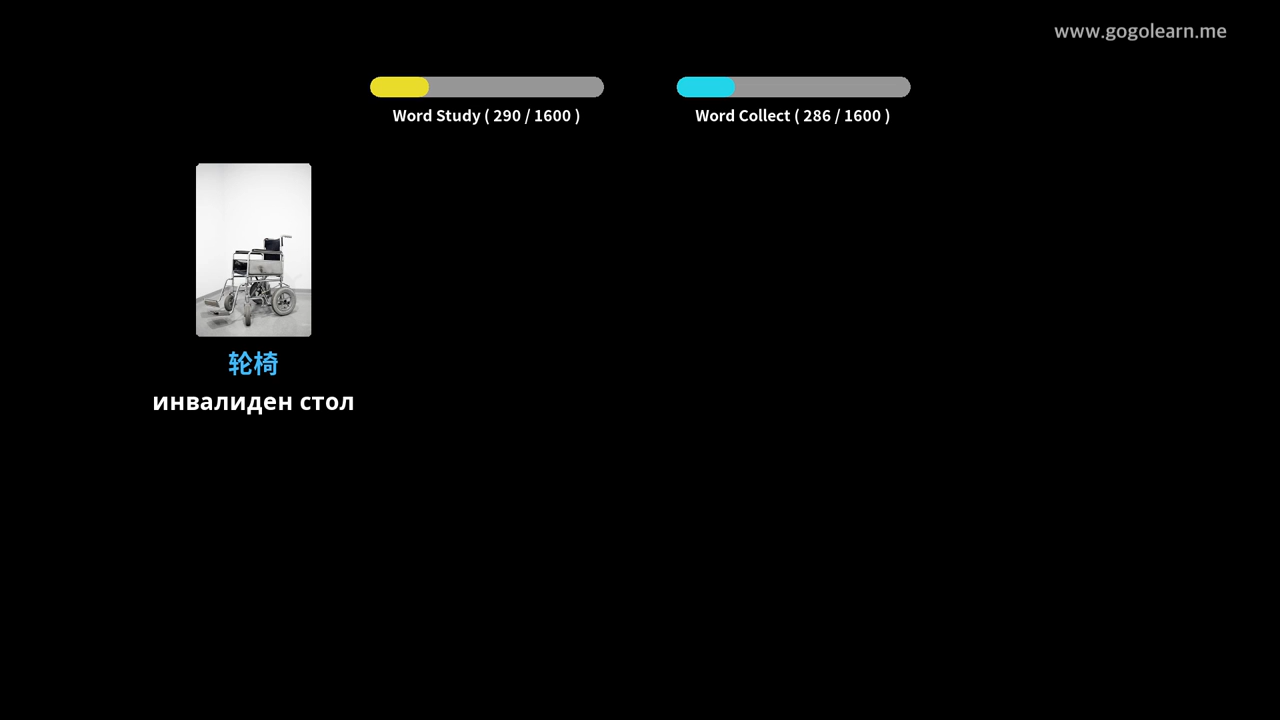 www.gogolearn.me
Word Study ( 290 / 1600 )
Word Collect ( 286 / 1600 )
轮椅
инвалиден стол